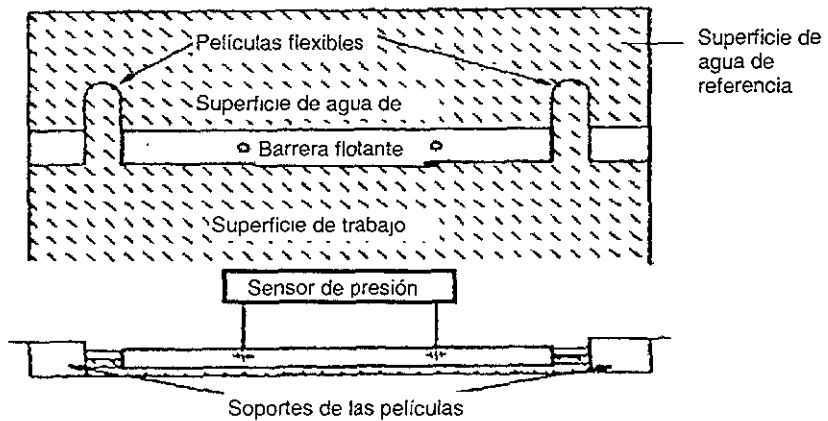 Películas flexibles
Superficie de
agua de
referencia
Superficie de agua de
Barrera flotante
Superficie de trabajo
Sensor de presión
Soportes de las películas